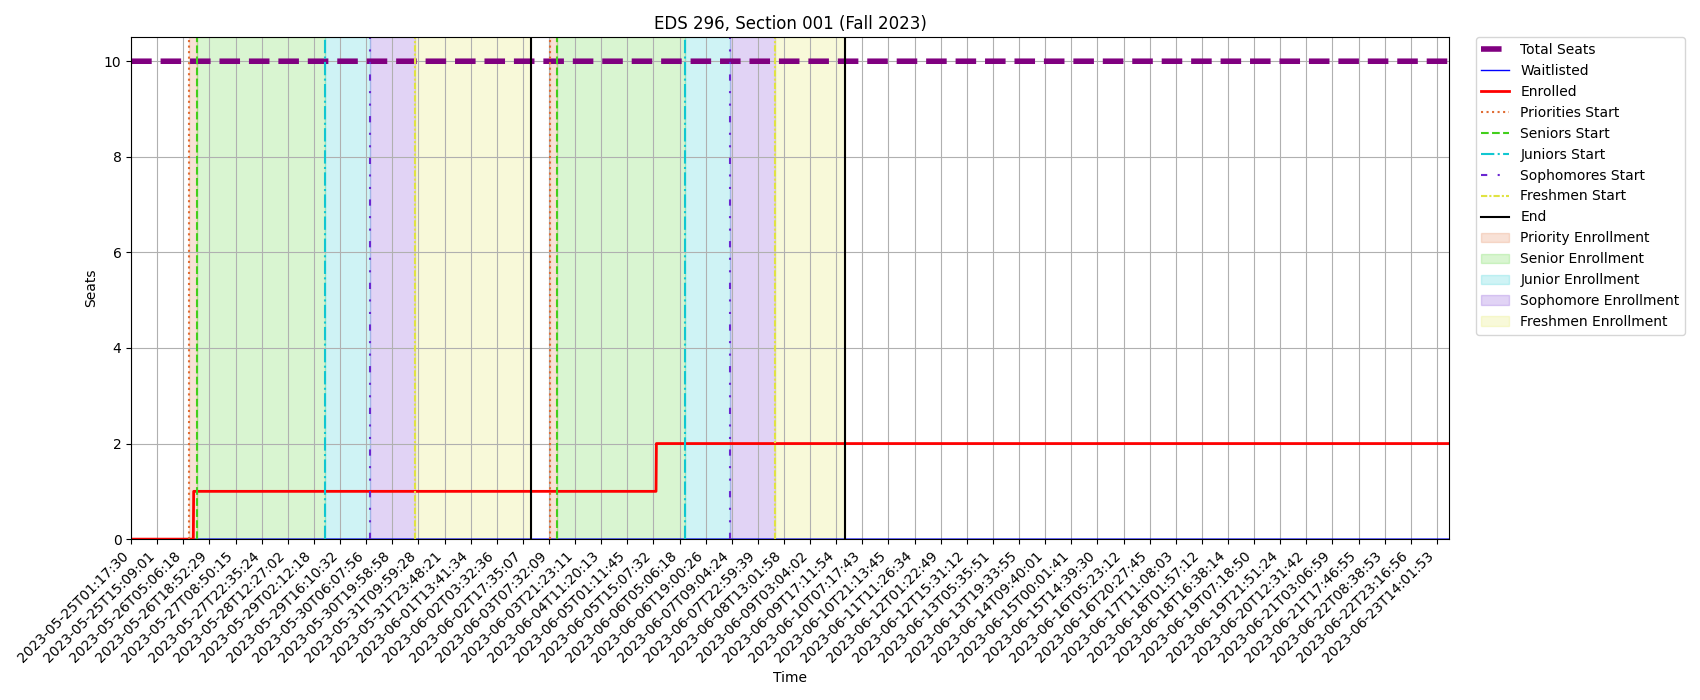 EDS 296, Section 001 (Fall 2023)
10
8
6
4
2
0
Seats
2023-05-25T01:17:30
2023-05-25T15:09:01
2023-05-26T05:06:18
2023-05-26T18:52:29
2023-05-27T08:50:15
2023-05-27T22:35:24
2023-05-28T12:27:02
2023-05-29T02:12:18
2023-05-29T16:10:32
2023-05-30T06:07:56
2023-05-30T19:58:58
2023-05-31T09:59:28
2023-05-31T23:48:21
2023-06-01T13:41:34
2023-06-02T03:32:36
2023-06-02T17:35:07
2023-06-03T07:32:09
2023-06-03T21:23:11
2023-06-04T11:20:13
2023-06-05T01:11:45
2023-06-05T15:07:32
2023-06-06T05:06:18
2023-06-06T19:00:26
2023-06-07T09:04:24
2023-06-07T22:59:39
2023-06-08T13:01:58
2023-06-09T03:04:02
2023-06-09T17:11:54
2023-06-10T07:17:43
2023-06-10T21:13:45
2023-06-11T11:26:34
2023-06-12T01:22:49
2023-06-12T15:31:12
2023-06-13T05:35:51
2023-06-13T19:33:55
2023-06-14T09:40:01
2023-06-15T00:01:41
2023-06-15T14:39:30
2023-06-16T05:23:12
2023-06-16T20:27:45
2023-06-17T11:08:03
2023-06-18T01:57:12
2023-06-18T16:38:14
2023-06-19T07:18:50
2023-06-19T21:51:24
2023-06-20T12:31:42
2023-06-21T03:06:59
2023-06-21T17:46:55
2023-06-22T08:38:53
2023-06-22T23:16:56
2023-06-23T14:01:53
Time
Total Seats
Waitlisted
Enrolled
Priorities Start
Seniors Start
Juniors Start
Sophomores Start
Freshmen Start
End
Priority Enrollment
Senior Enrollment
Junior Enrollment
Sophomore Enrollment
Freshmen Enrollment